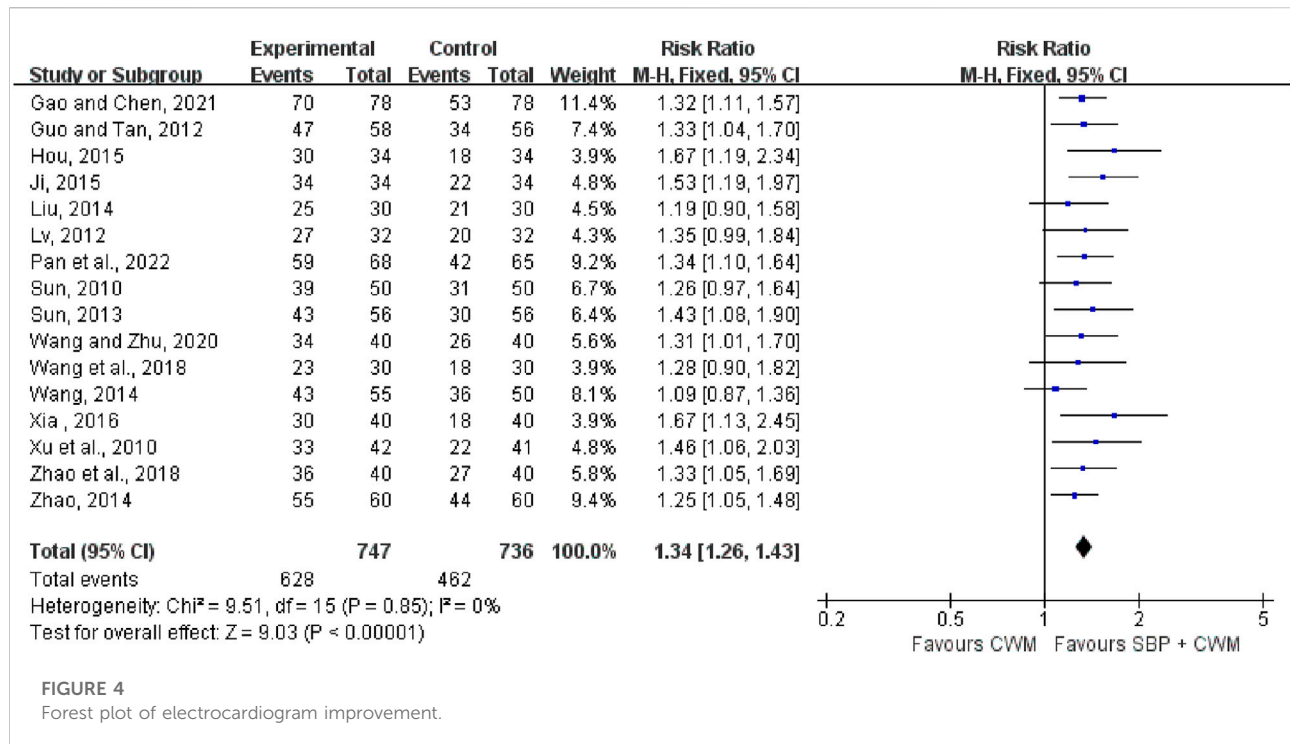 Experimental Control Risk Ratio Risk Ratio
Study or Subgroup Events Total Events Total Weight M-H, Fixed, 95% CI M-H, Fixed, 95% CI
Gao and Chen, 2021 70 78 53 78 11.4% 1.32 [1.11, 1.57]
Guo and Tan, 2012 47 58 34 56 7.4% 1.33 [1.04, 1.70]
Hou, 2015 30 34 18 34 3.9% 1.67 [1.19, 2.34]
Ji, 2015 34 34 22 34 4.8% 1.53 [1.19, 1.97]
Liu, 2014 25 30 21 30 4.5% 1.19 [0.90, 1.58]
Lv, 2012 27 32 20 32 4.3% 1.35 [0.99, 1.84]
Pan et al., 2022 59 68 42 65 9.2% 1.34 [1.10, 1.64]
Sun, 2010 39 50 31 50 6.7% 1.26 [0.97, 1.64]
Sun, 2013 43 56 30 56 6.4% 1.43 [1.08, 1.90]
Wang and Zhu, 2020 34 40 26 40 5.6% 1.31 [1.01, 1.70]
Wang et al., 2018 23 30 18 30 3.9% 1.28 [0.90, 1.82]
Wang, 2014 43 55 36 50 8.1% 1.09 [0.87, 1.36]
Xia , 2016 30 40 18 40 3.9% 1.67 [1.13, 2.45]
Xu et al., 2010 33 42 22 41 4.8% 1.46 [1.06, 2.03]
Zhao et al., 2018 36 40 27 40 5.8% 1.33 [1.05, 1.69]
Zhao, 2014 55 60 44 60 9.4% 1.25 [1.05, 1.48]
Total (95% CI) 747 736 100.0% 1.34 [1.26, 1.43]
Total events 628 462
Heterogeneity: Chi² = 9.51, df = 15 (P = 0.85); I² = 0%
Test for overall effect: Z = 9.03 (P < 0.00001)
0.2 0.5 1 2 5
Favours CWM Favours SBP + CWM
FIGURE 4
Forest plot of electrocardiogram improvement.